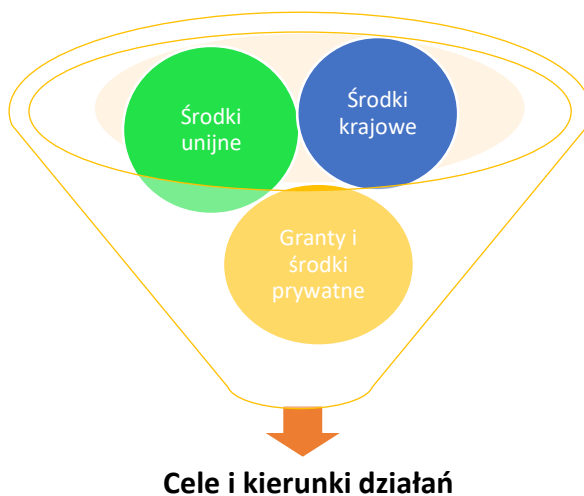 Środki
unijne
Środki
krajowe
Granty i
środki
prywatne
Cele i kierunki działań